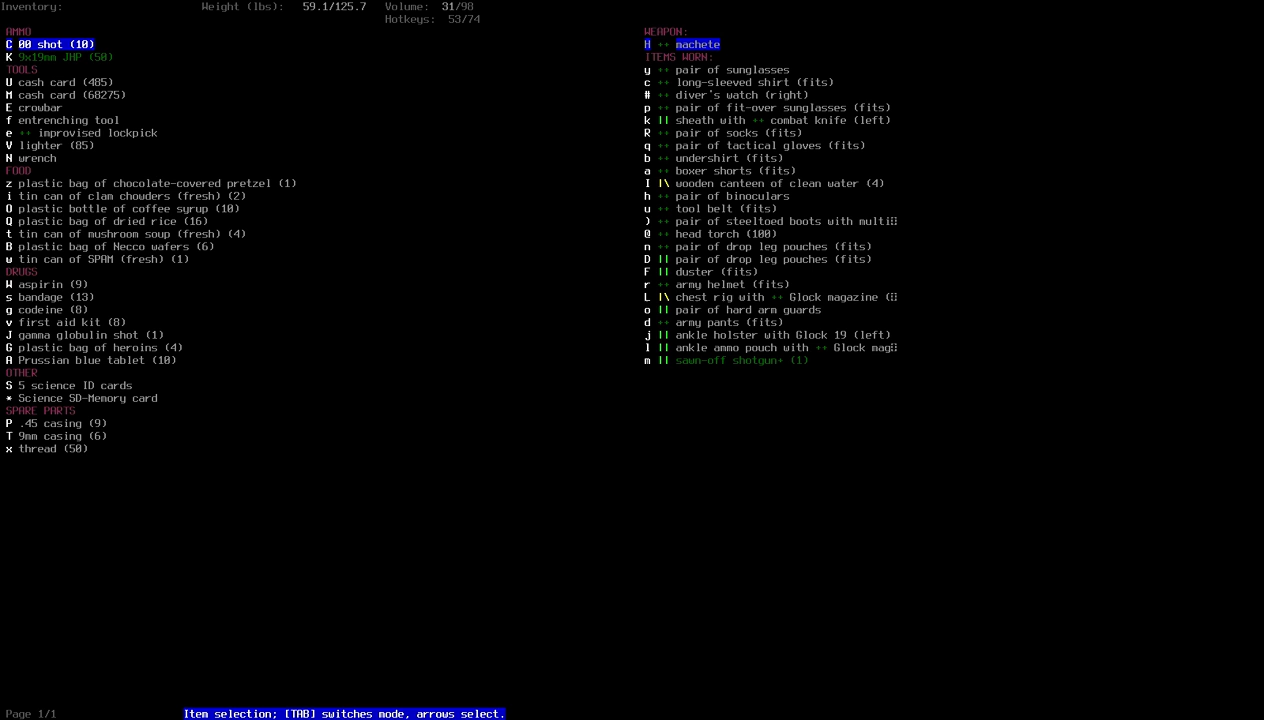 Inventory: Weight (lbs): 59.1/125.7 Volume: 31/98
Hotkeys: 53/74
AMMO
C 00 shot (10)
K 9x19mm JHP (50)
TOOLS
U cash card (485)
M cash card (68275)
E crowbar
f entrenching tool
e ++ improvised lockpick
V lighter (85)
N wrench
FOOD
z plastic bag of chocolate-covered pretzel (1)
i tin can of clam chowders (fresh) (2)
O plastic bottle of coffee syrup (10)
Q plastic bag of dried rice (16)
t tin can of mushroom soup (fresh) (4)
B plastic bag of Necco wafers (6)
w tin can of SPAM (fresh) (1)
DRUGS
W aspirin (9)
s bandage (13)
g codeine (8)
v first aid kit (8)
J gamma globulin shot (1)
G plastic bag of heroins (4)
A Prussian blue tablet (10)
OTHER
S 5 science ID cards
* Science SD-Memory card
SPARE PARTS
P .45 casing (9)
T 9mm casing (6)
x thread (50)
WEAPON:
H ++ machete
ITEMS WORN:
y ++ pair of sunglasses
c ++ long-sleeved shirt (fits)
# ++ diver's watch (right)
p ++ pair of fit-over sunglasses (fits)
k || sheath with ++ combat knife (left)
R ++ pair of socks (fits)
q ++ pair of tactical gloves (fits)
b ++ undershirt (fits)
a ++ boxer shorts (fits)
I |\ wooden canteen of clean water (4)
h ++ pair of binoculars
u ++ tool belt (fits)
) ++ pair of steeltoed boots with multi⠿
@ ++ head torch (100)
n ++ pair of drop leg pouches (fits)
D || pair of drop leg pouches (fits)
F || duster (fits)
r ++ army helmet (fits)
L |\ chest rig with ++ Glock magazine (⠿
o || pair of hard arm guards
d ++ army pants (fits)
j || ankle holster with Glock 19 (left)
l || ankle ammo pouch with ++ Glock mag⠿
m || sawn-off shotgun+ (1)
Page 1/1 Item selection; [TAB] switches mode, arrows select.